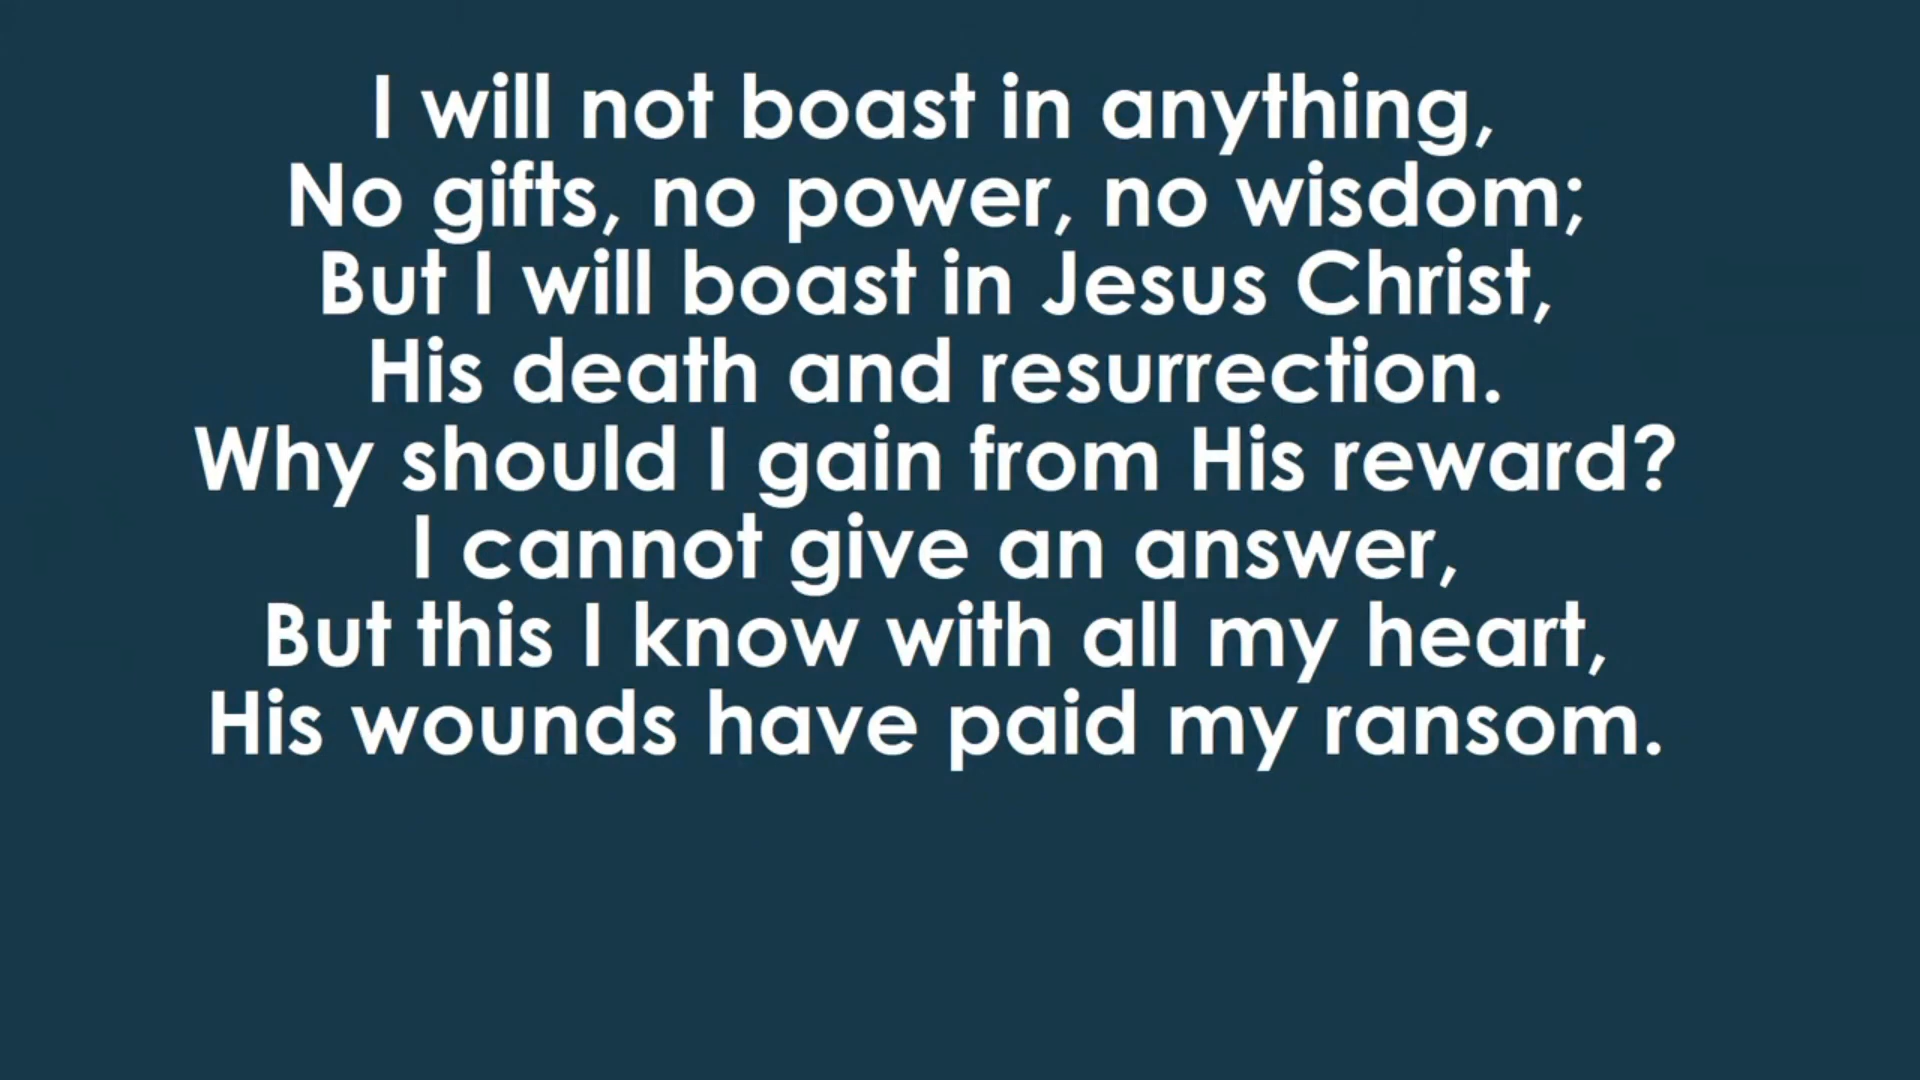 I will not boast in anything,
No gifts, no power, no wisdom;
But I will boast in Jesus Christ,
His death and resurrection.
Why should I gain from His reward?
I cannot give an answer,
But this I know with all my heart,
His wounds have paid my ransom.